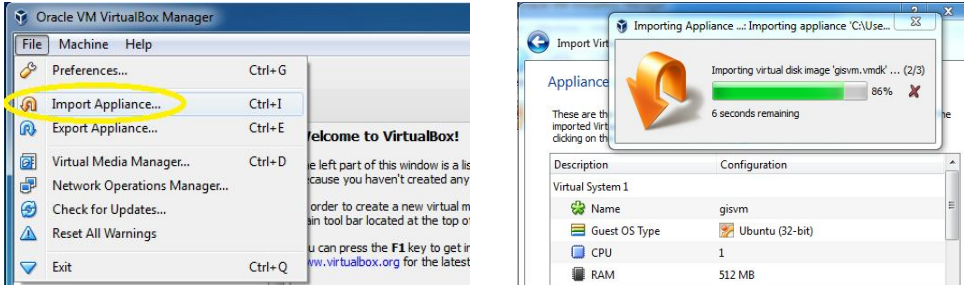 Oracle VM VirtualBox Manager
File Machine Help
Preferences... Ctrl+G
Import Appliance... Ctrl+I
Export Appliance... Ctrl+E
Virtual Media Manager... Ctrl+D
Network Operations Manager...
Check for Updates...
Reset All Warnings
Exit Ctrl+Q
elcome to VirtualBox!
e left part of this window is a lis
cause you haven't created any
order to create a new virtual m
ain tool bar located at the top o
u can press the F1 key to get in
ww.virtualbox.org for the latest
Importing Appliance ...: Importing appliance 'C:\Use...
Importing virtual disk image 'gisvm.vmdk' ... (2/3)
86%
6 seconds remaining
Import Virt
Appliance
These are th
imported Virt
clicking on th
Description Configuration
Virtual System 1
Name gisvm
Guest OS Type Ubuntu (32-bit)
CPU 1
RAM 512 MB